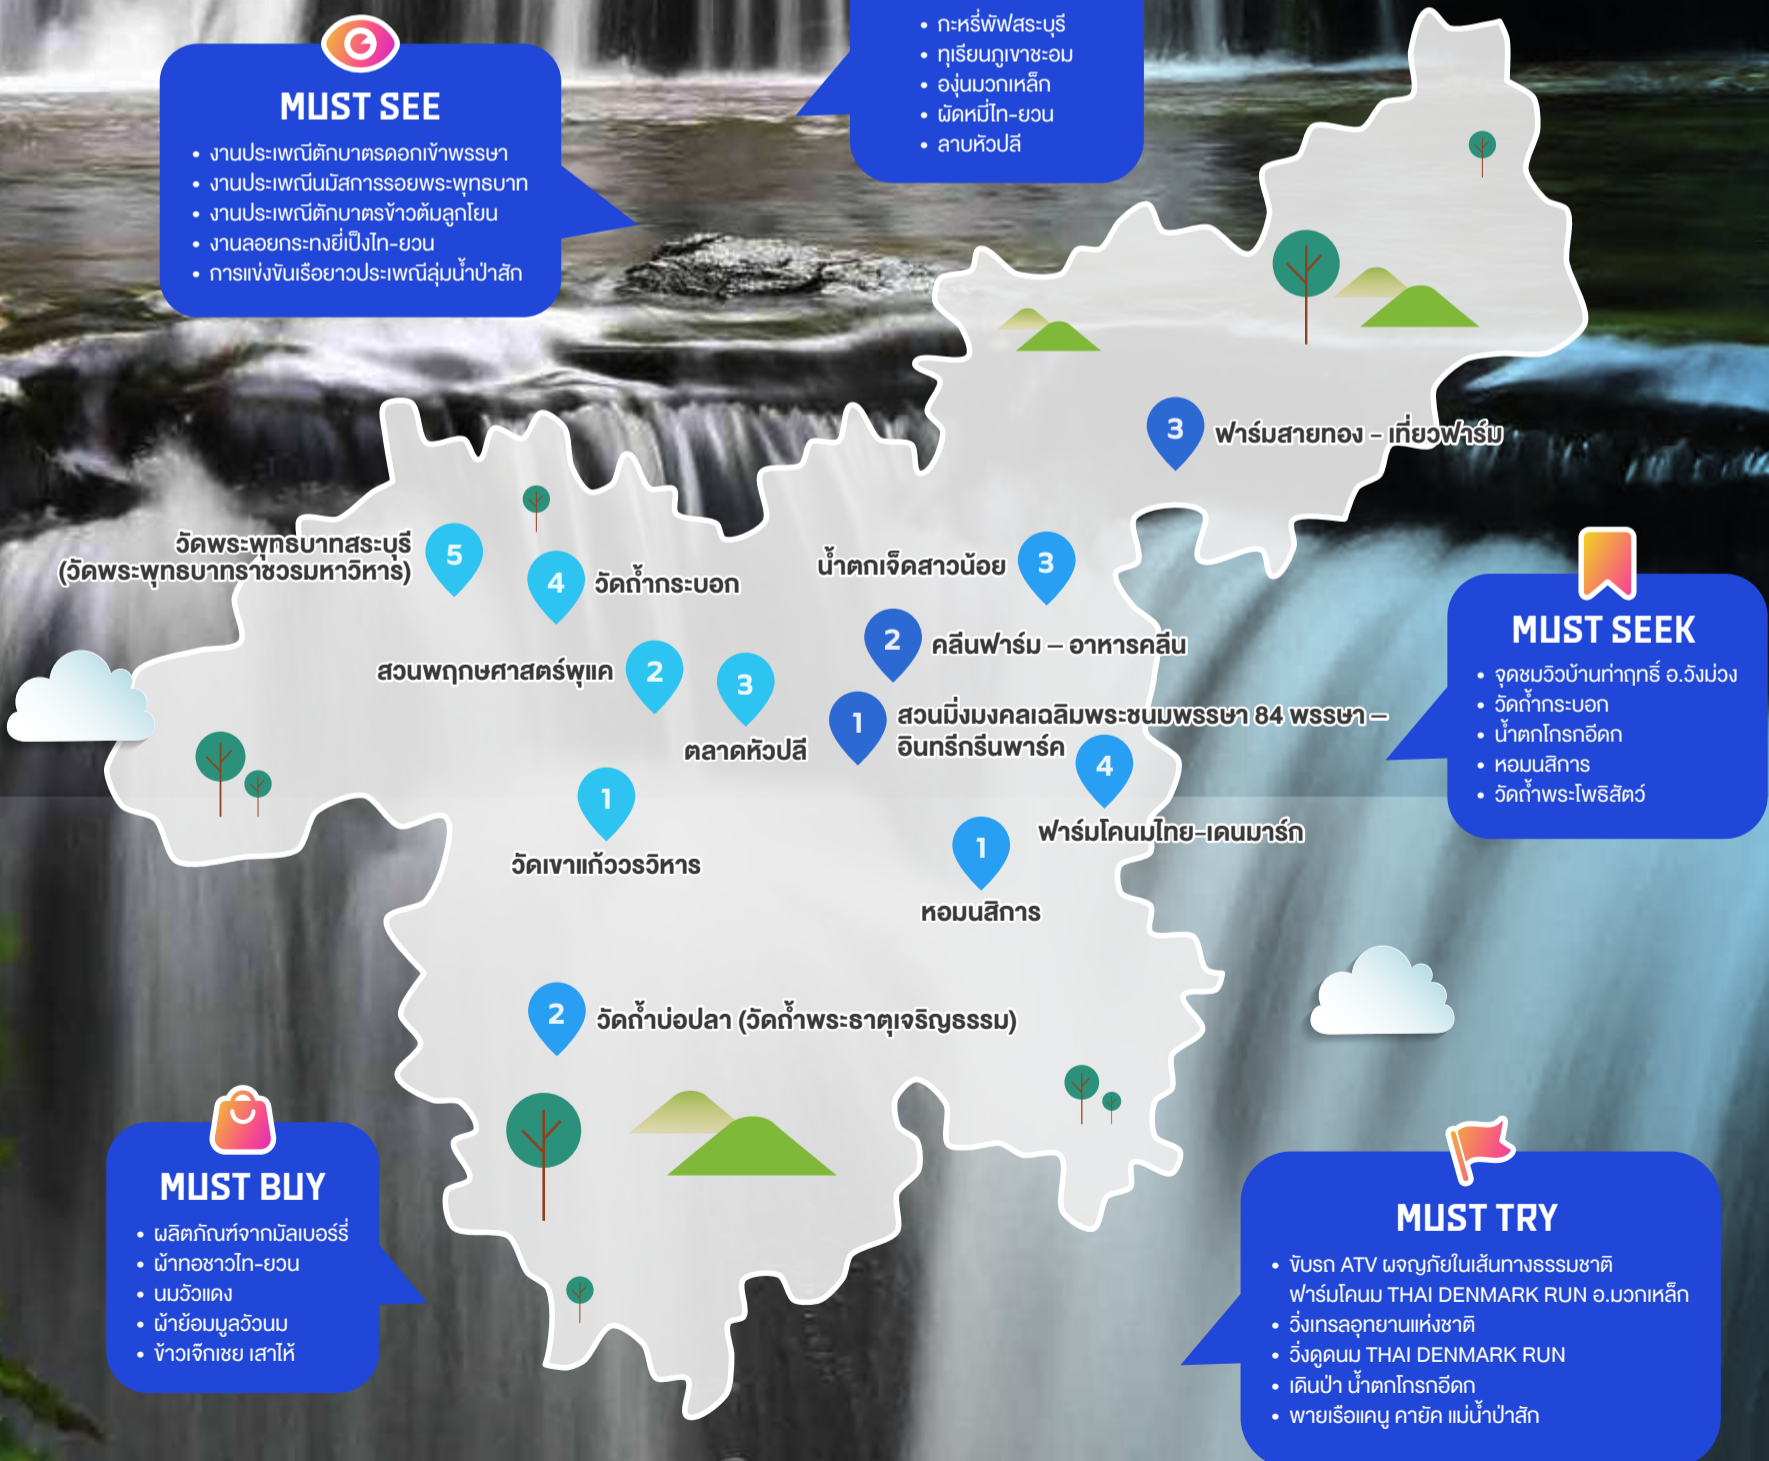 • กะหรี่พัฟสระบุรี
• ทุเรียนภูเขาชะอม
• องุ่นมวกเหล็ก
• ผัดหมี่ไท-ยวน
• ลาบหัวปลี
MUST SEE
• งานประเพณีตักบาตรดอกเข้าพรรษา
• งานประเพณีนมัสการรอยพระพุทธบาท
• งานประเพณีตักบาตรข้าวต้มลูกโยน
• งานลอยกระทงยี่เป็งไท-ยวน
• การแข่งขันเรือยาวประเพณีลุ่มน้ำป่าสัก
3 ฟาร์มสายทอง – เที่ยวฟาร์ม
วัดพระพุทธบาทสระบุรี
(วัดพระพุทธบาทราชวรมหาวิหาร) 5
4 วัดถ้ำกระบอก
น้ำตกเจ็ดสาวน้อย 3
2 คลีนฟาร์ม – อาหารคลีน
สวนพฤกษศาสตร์พุแค 2
3
ตลาดหัวปลี
1 สวนมิ่งมงคลเฉลิมพระชนมพรรษา 84 พรรษา –
อินทรีกรีนพาร์ค
4
ฟาร์มโคนมไทย-เดนมาร์ก
1
วัดเขาแก้ววรวิหาร
1
หอมนสิการ
2 วัดถ้ำบ่อปลา (วัดถ้ำพระธาตุเจริญธรรม)
MUST SEEK
• จุดชมวิวบ้านท่าฤทธิ์ อ.วังม่วง
• วัดถ้ำกระบอก
• น้ำตกโกรกอีดก
• หอมนสิการ
• วัดถ้ำพระโพธิสัตว์
MUST BUY
• ผลิตภัณฑ์จากมัลเบอร์รี่
• ผ้าทอชาวไท-ยวน
• นมวัวแดง
• ผ้าย้อมมูลวัวนม
• ข้าวเจ๊กเชย เสาไห้
MUST TRY
• ขับรถ ATV ผจญภัยในเส้นทางธรรมชาติ
ฟาร์มโคนม THAI DENMARK RUN อ.มวกเหล็ก
• วิ่งเทรลอุทยานแห่งชาติ
• วิ่งดูดนม THAI DENMARK RUN
• เดินป่า น้ำตกโกรกอีดก
• พายเรือแคนู คายัค แม่น้ำป่าสัก